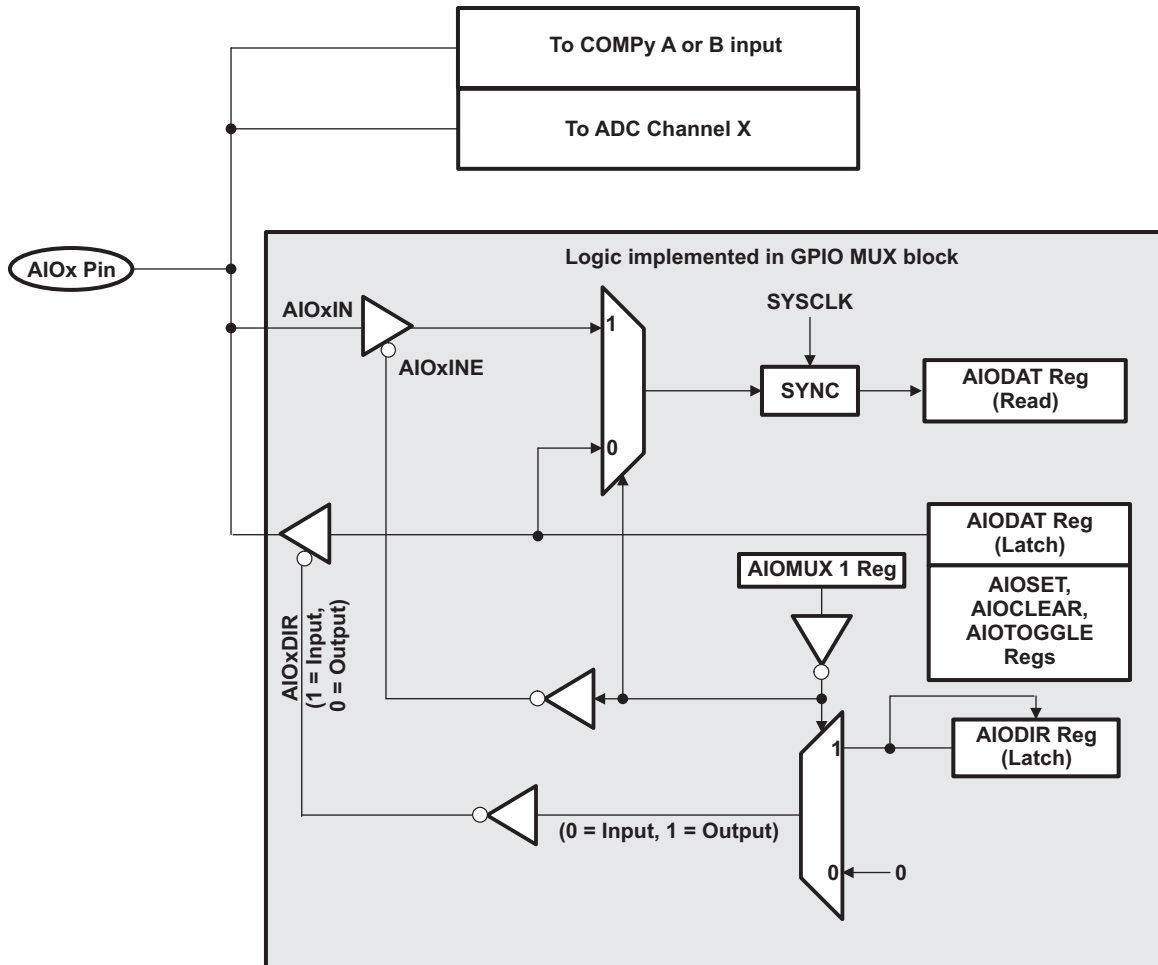 To COMPy A or B input
To ADC Channel X
AIOx Pin
Logic implemented in GPIO MUX block
AIOxIN
1
SYSCLK
AIOxINE
SYNC
AIODAT Reg
(Read)
0
AIODAT Reg
(Latch)
AIOMUX 1 Reg
AIOSET,
AIOCLEAR,
AIOTOGGLE
Regs
AIOxDIR
(1 = Input,
0 = Output)
1
AIODIR Reg
(Latch)
(0 = Input, 1 = Output)
0
0